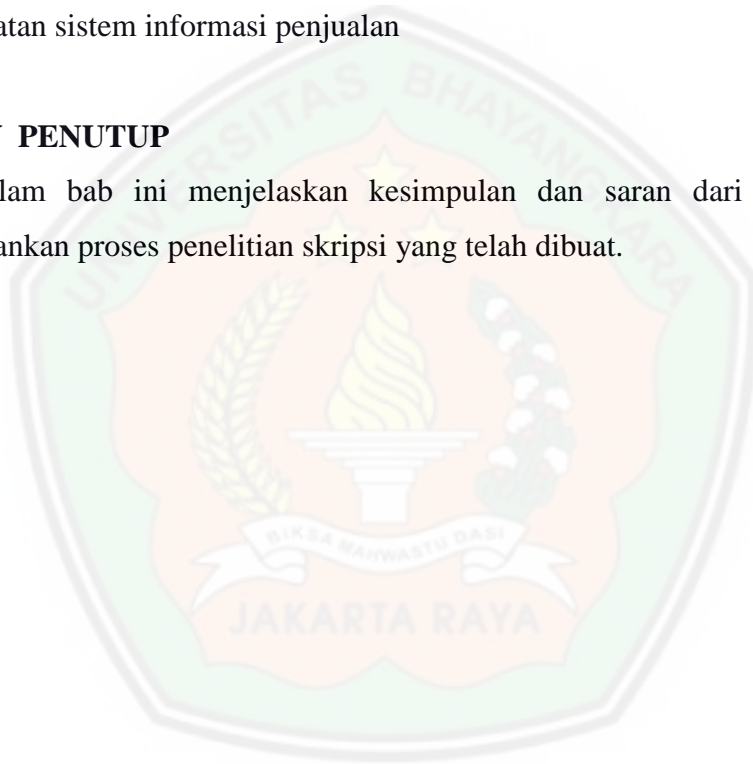 atan sistem informasi penjualan
PENUTUP
lam bab ini menjelaskan kesimpulan dan saran dari
ankan proses penelitian skripsi yang telah dibuat.
UNIVERSITAS BHAYANGKARA
BIKSA MAHWASTU DASI
JAKARTA RAYA